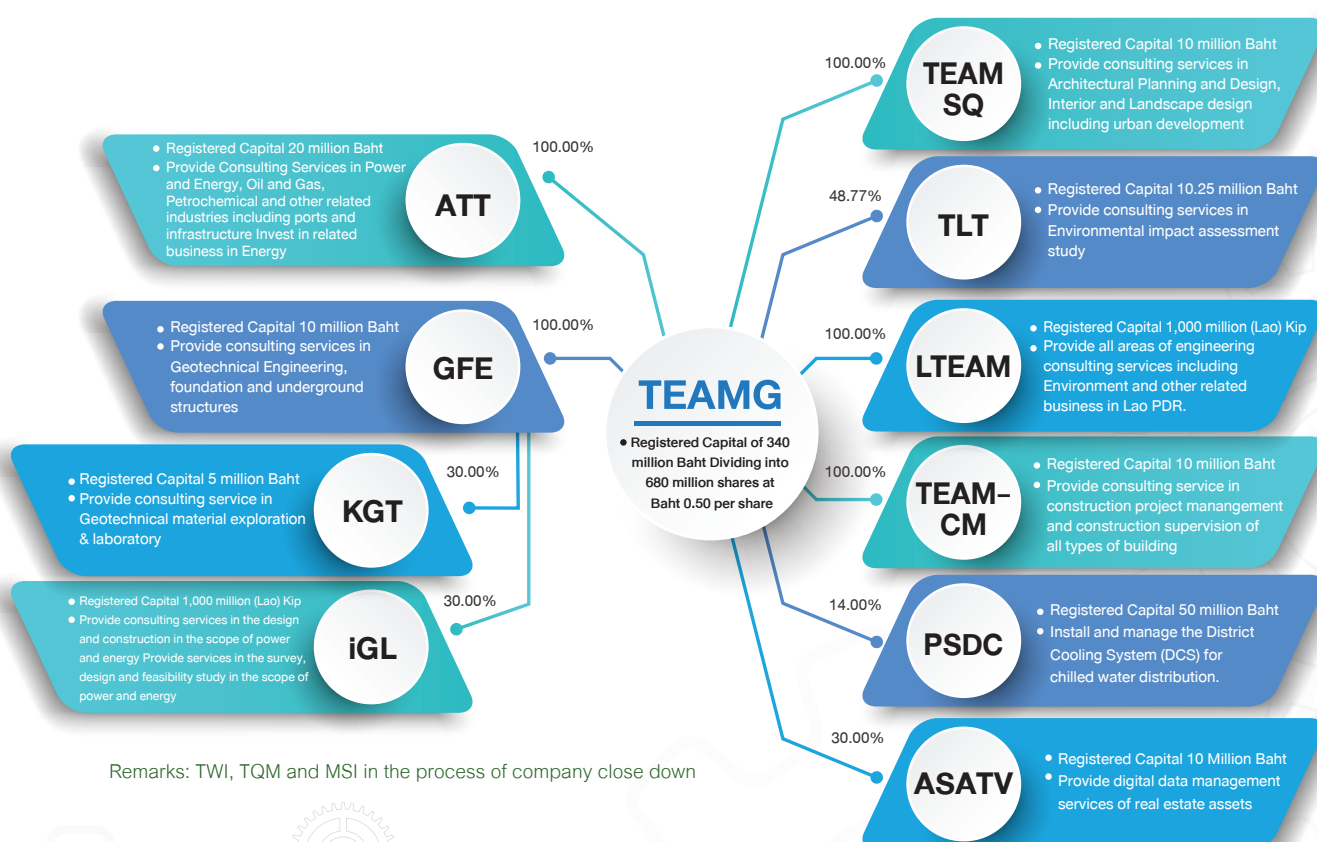 100.00%
TEAM
SQ
• Registered Capital 10 million Baht
• Provide consulting services in
Architectural Planning and Design,
Interior and Landscape design
including urban development
• Registered Capital 20 million Baht
• Provide Consulting Services in Power
and Energy, Oil and Gas,
Petrochemical and other related
industries including ports and
infrastructure Invest in related
business in Energy
ATT
100.00%
48.77%
TLT
• Registered Capital 10.25 million Baht
• Provide consulting services in
Environmental impact assessment
study
• Registered Capital 10 million Baht
• Provide consulting services in
Geotechnical Engineering,
foundation and underground
structures
GFE
100.00%
100.00%
LTEAM
• Registered Capital 1,000 million (Lao) Kip
• Provide all areas of engineering
consulting services including
Environment and other related
business in Lao PDR.
TEAMG
• Registered Capital of 340
million Baht Dividing into
680 million shares at
Baht 0.50 per share
• Registered Capital 5 million Baht
• Provide consulting service in
Geotechnical material exploration
& laboratory
KGT
30.00%
100.00%
TEAM–
CM
• Registered Capital 10 million Baht
• Provide consulting service in
construction project mangement
and construction supervision of
all types of building
• Registered Capital 1,000 million (Lao) Kip
• Provide consulting services in the design
and construction in the scope of power
and energy Provide services in the survey,
design and feasibility study in the scope of
power and energy
iGL
30.00%
14.00%
PSDC
• Registered Capital 50 million Baht
• Install and manage the District
Cooling System (DCS) for
chilled water distribution.
30.00%
ASATV
• Registered Capital 10 Million Baht
• Provide digital data management
services of real estate assets
Remarks: TWI, TQM and MSI in the process of company close down